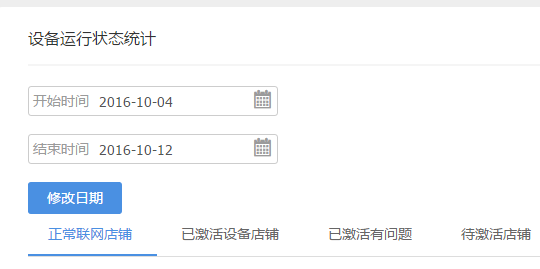 设备运行状态统计
开始时间 2016-10-04
结束时间 2016-10-12
修改日期
正常联网店铺 已激活设备店铺 已激活有问题 待激活店铺